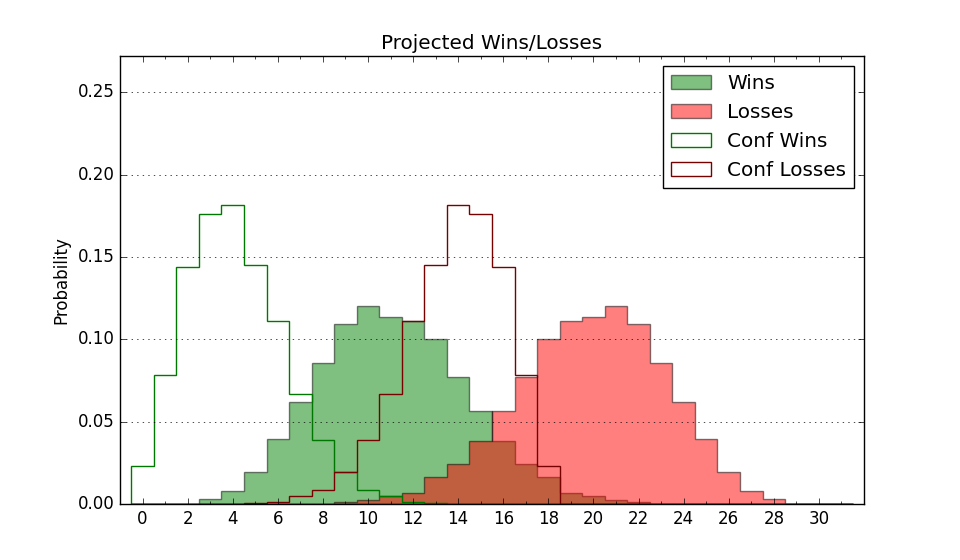 Projected Wins/Losses
Probability
0.25
0.20
0.15
0.10
0.05
0.00
0 2 4 6 8 10 12 14 16 18 20 22 24 26 28 30
Wins
Losses
Conf Wins
Conf Losses